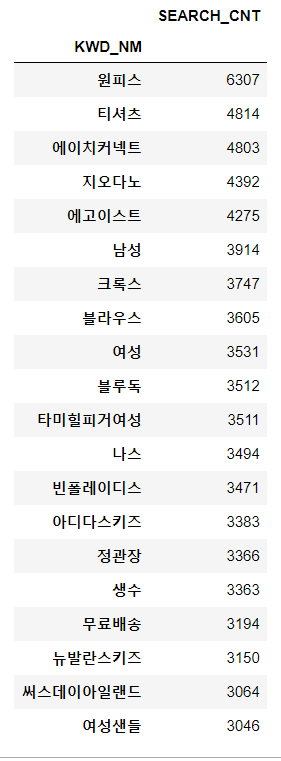 SEARCH_CNT
KWD_NM
원피스 6307
티셔츠 4814
에이치커넥트 4803
지오다노 4392
에고이스트 4275
남성 3914
크록스 3747
블라우스 3605
여성 3531
블루독 3512
타미힐피거여성 3511
나스 3494
빈폴레이디스 3471
아디다스키즈 3383
정관장 3366
생수 3363
무료배송 3194
뉴발란스키즈 3150
써스데이아일랜드 3064
여성샌들 3046